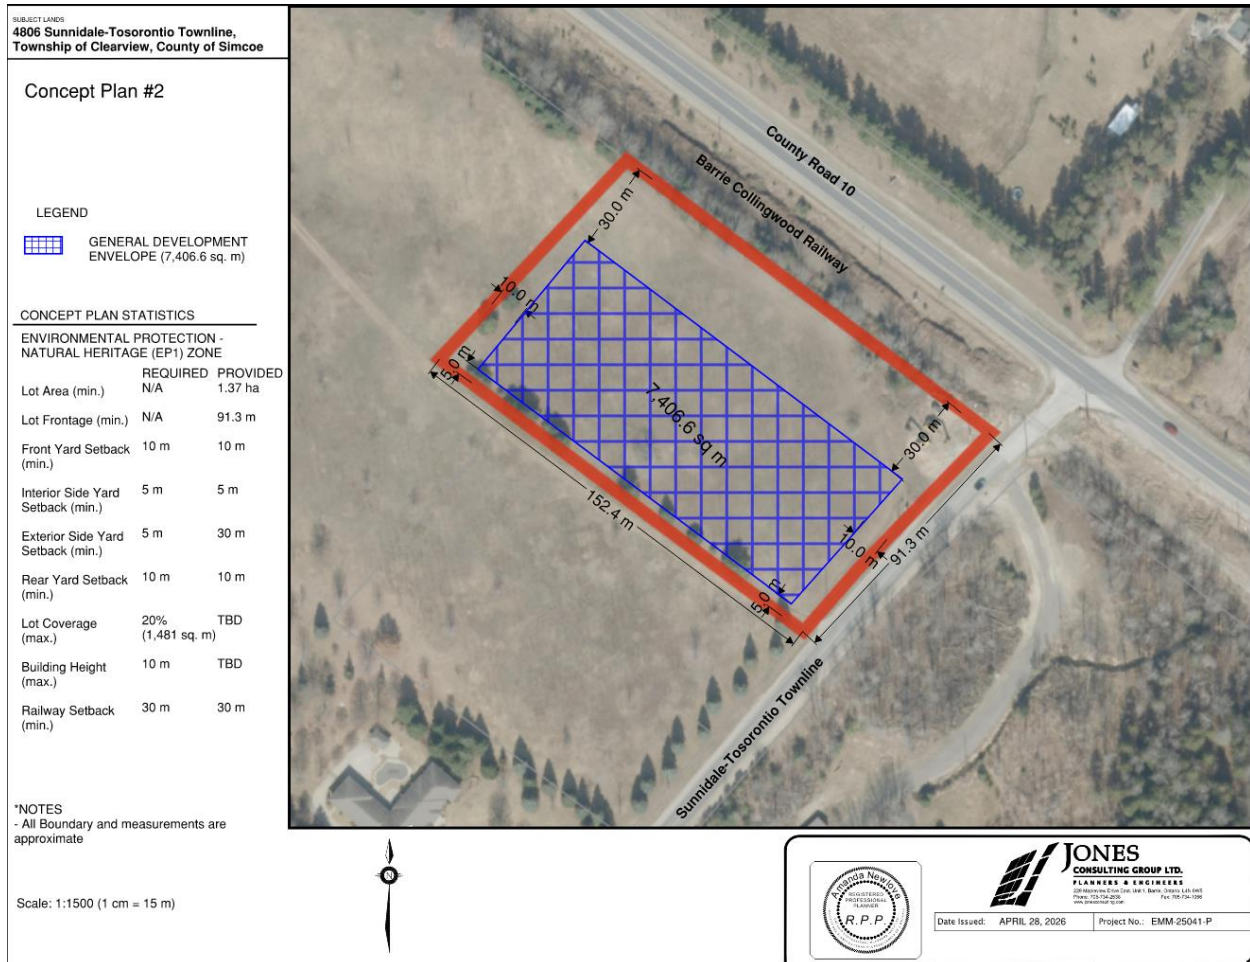 SUBJECT LANDS
4806 Sunnidale-Tosorontio Townline,
Township of Clearview, County of Simcoe
Concept Plan #2
LEGEND
GENERAL DEVELOPMENT
ENVELOPE (7,406.6 sq. m)
CONCEPT PLAN STATISTICS
ENVIRONMENTAL PROTECTION -
NATURAL HERITAGE (EP1) ZONE
REQUIRED PROVIDED
Lot Area (min.) N/A 1.37 ha
Lot Frontage (min.) N/A 91.3 m
Front Yard Setback 10 m 10 m
(min.)
Interior Side Yard 5 m 5 m
Setback (min.)
Exterior Side Yard 5 m 30 m
Setback (min.)
Rear Yard Setback 10 m 10 m
(min.)
Lot Coverage 20% TBD
(max.) (1,481 sq. m)
Building Height 10 m TBD
(max.)
Railway Setback 30 m 30 m
(min.)
*NOTES
- All Boundary and measurements are
approximate
Scale: 1:1500 (1 cm = 15 m)
County Road 10
Barrie Collingwood Railway
30.0 m
10.0 m
5.0 m
7,406.6 sq m
30.0 m
152.4 m
10.0 m
91.3 m
5.0 m
Sunnidale-Tosorontio Townline
N
Amanda Newlove
REGISTERED
PROFESSIONAL
PLANNER
R.P.P.
JONES
CONSULTING GROUP LTD.
PLANNERS & ENGINEERS
Date Issued: APRIL 28, 2026 Project No.: EMM-25041-P